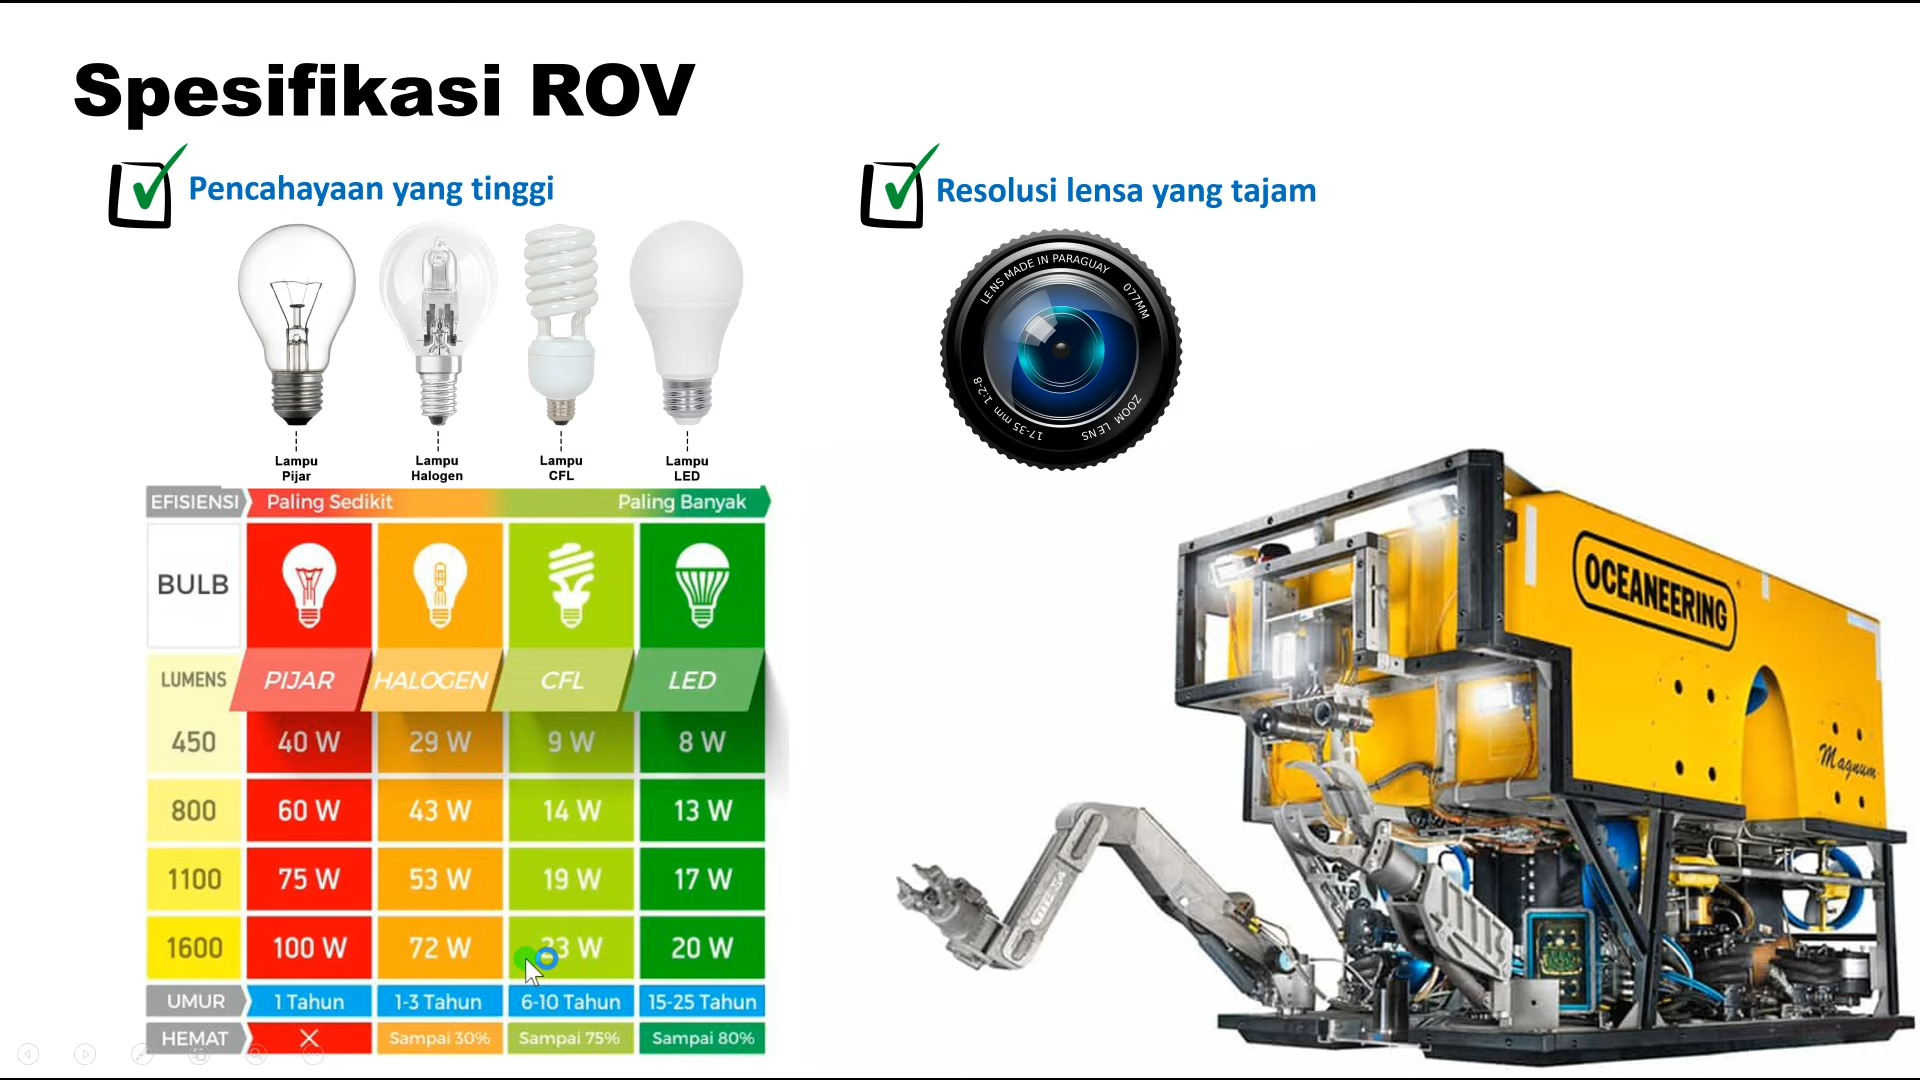 Spesifikasi ROV
Pencahayaan yang tinggi
Resolusi lensa yang tajam
LENS MADE IN PARAGUAY
077MM
ZOOM LENS
17-35 mm 1:2-8
Lampu Pijar
Lampu Halogen
Lampu CFL
Lampu LED
EFISIENSI Paling Sedikit Paling Banyak
BULB
LUMENS PIJAR HALOGEN CFL LED
450 40 W 29 W 9 W 8 W
800 60 W 43 W 14 W 13 W
1100 75 W 53 W 19 W 17 W
1600 100 W 72 W 23 W 20 W
UMUR 1 Tahun 1-3 Tahun 6-10 Tahun 15-25 Tahun
HEMAT Sampai 30% Sampai 75% Sampai 80%
OCEANEERING
Magnum